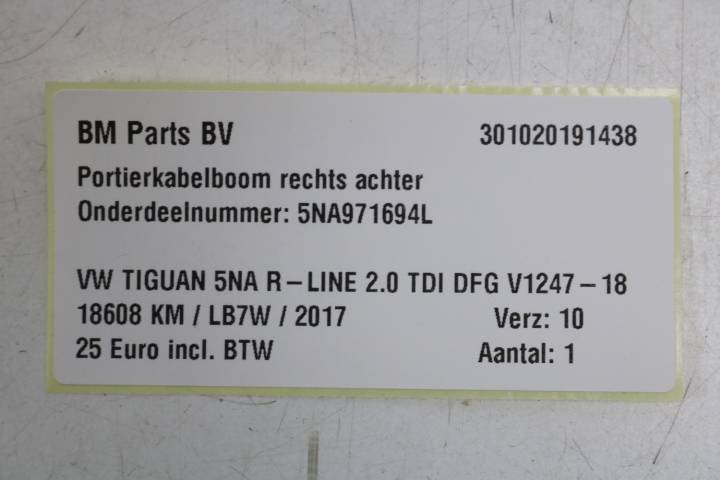 BM Parts BV 301020191438
Portierkabelboom rechts achter
Onderdeelnummer: 5NA971694L
VW TIGUAN 5NA R-LINE 2.0 TDI DFG V1247-18
18608 KM / LB7W / 2017 Verz: 10
25 Euro incl. BTW Aantal: 1